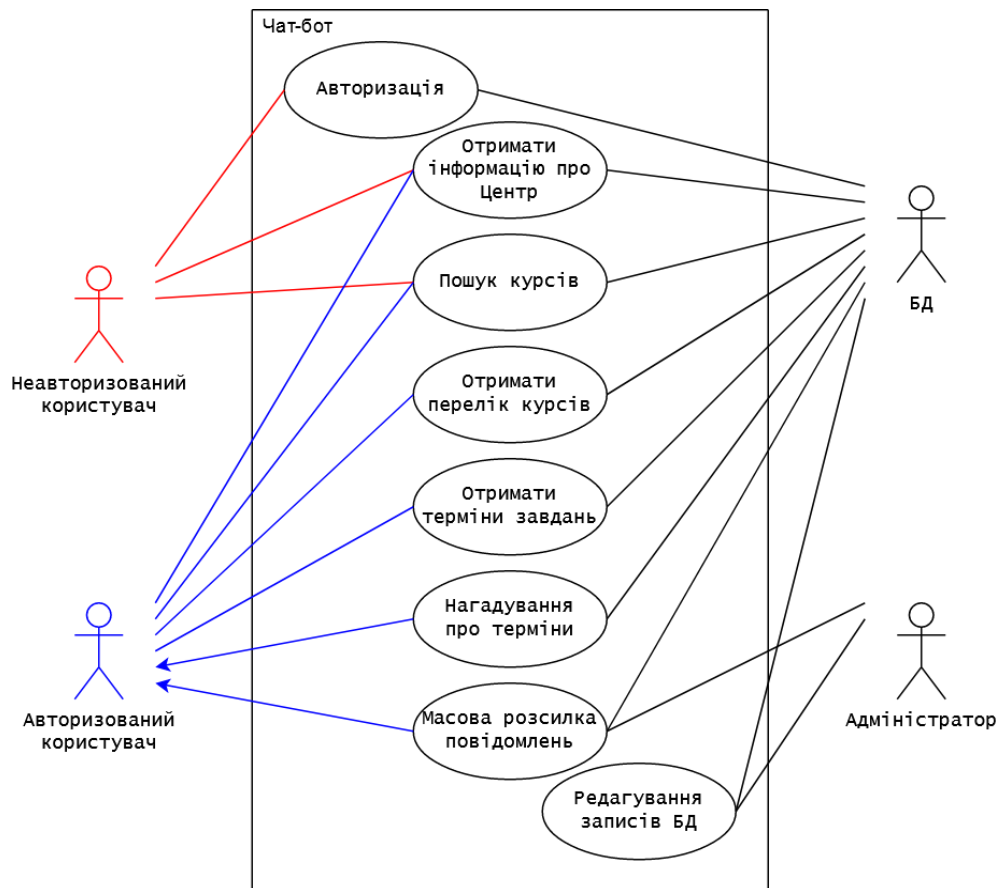 Чат-бот
Авторизація
Отримати
інформацію про
Центр
Пошук курсів
Отримати
перелік курсів
Отримати
терміни завдань
Нагадування
про терміни
Масова розсилка
повідомлень
Редагування
записів БД
Неавторизований
користувач
Авторизований
користувач
БД
Адміністратор